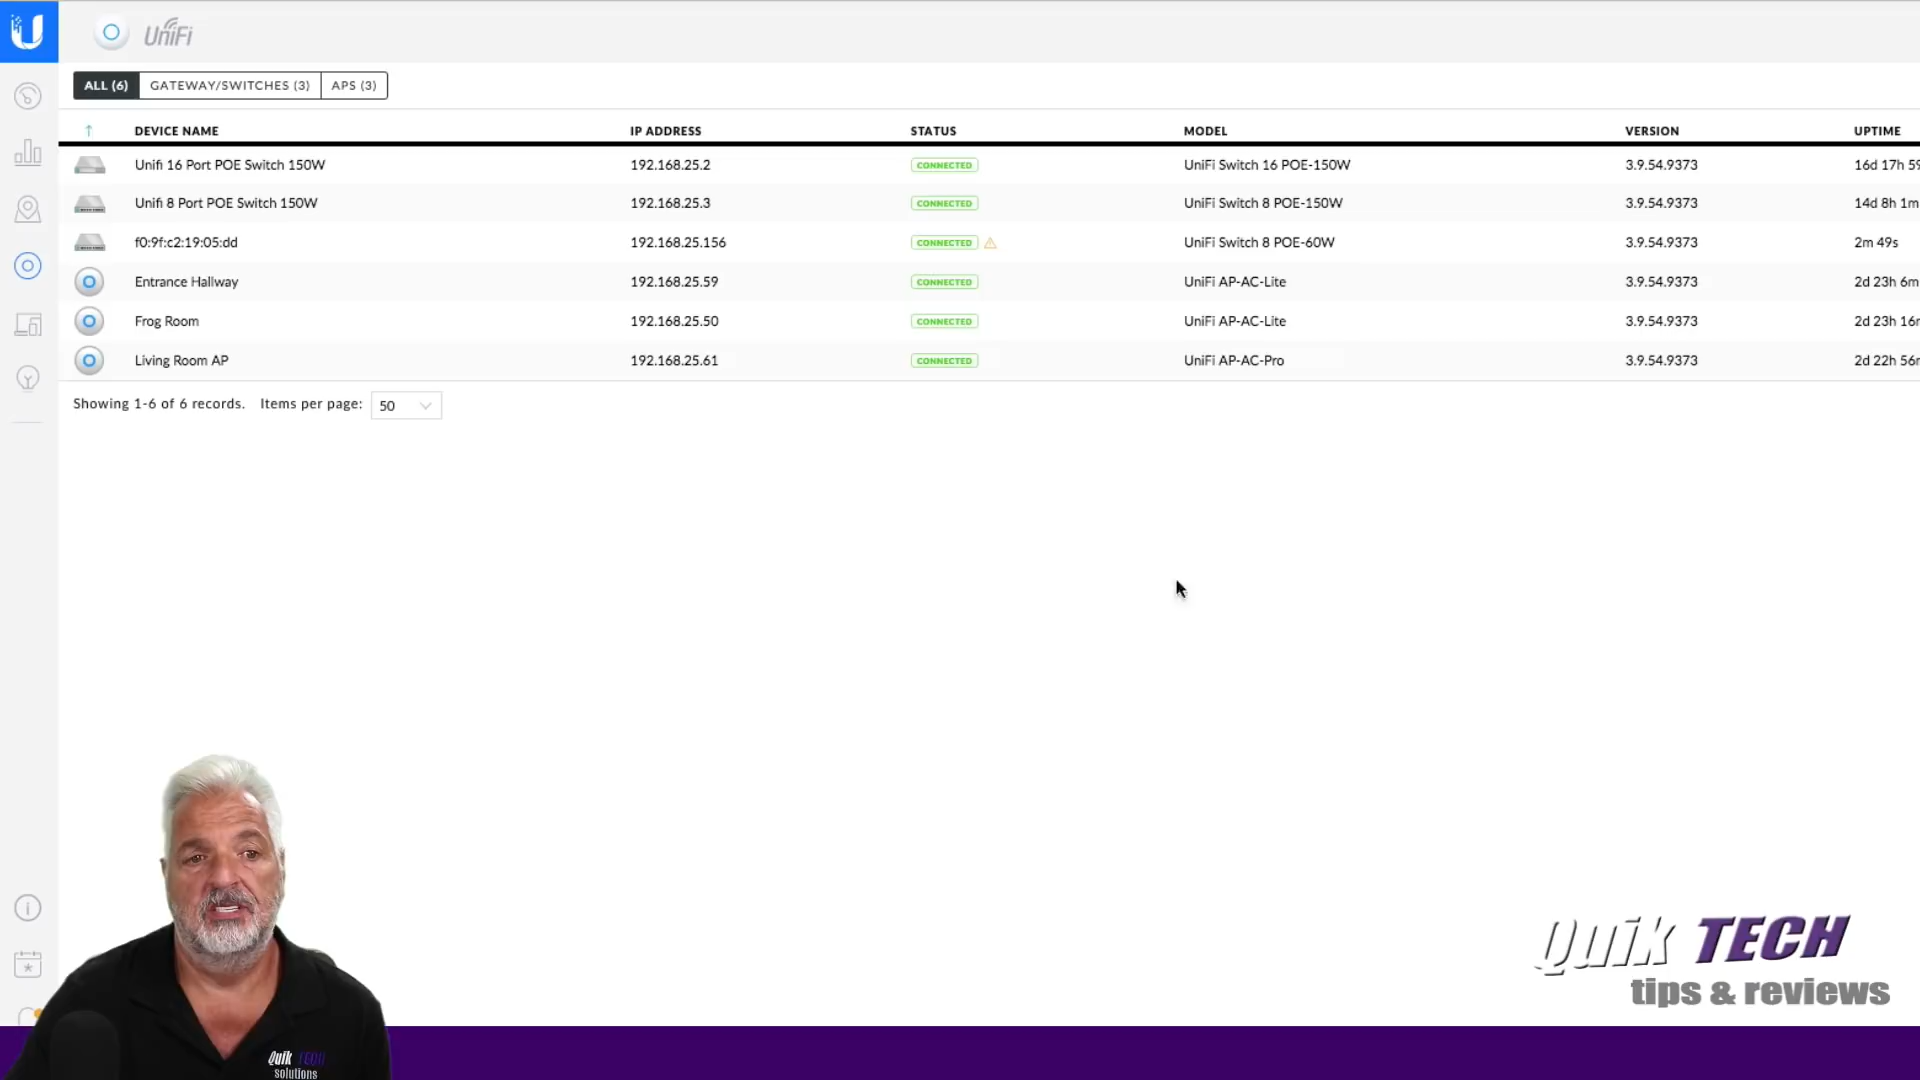 UniFi
ALL (6) GATEWAY/SWITCHES (3) APS (3)
DEVICE NAME IP ADDRESS STATUS MODEL VERSION UPTIME
Unifi 16 Port POE Switch 150W 192.168.25.2 CONNECTED UniFi Switch 16 POE-150W 3.9.54.9373 16d 17h 59
Unifi 8 Port POE Switch 150W 192.168.25.3 CONNECTED UniFi Switch 8 POE-150W 3.9.54.9373 14d 8h 1m
f0:9f:c2:19:05:dd 192.168.25.156 CONNECTED UniFi Switch 8 POE-60W 3.9.54.9373 2m 49s
Entrance Hallway 192.168.25.59 CONNECTED UniFi AP-AC-Lite 3.9.54.9373 2d 23h 6m
Frog Room 192.168.25.50 CONNECTED UniFi AP-AC-Lite 3.9.54.9373 2d 23h 16m
Living Room AP 192.168.25.61 CONNECTED UniFi AP-AC-Pro 3.9.54.9373 2d 22h 56m
Showing 1-6 of 6 records. Items per page: 50
Quik TECH
tips & reviews
Quik TECH
solutions